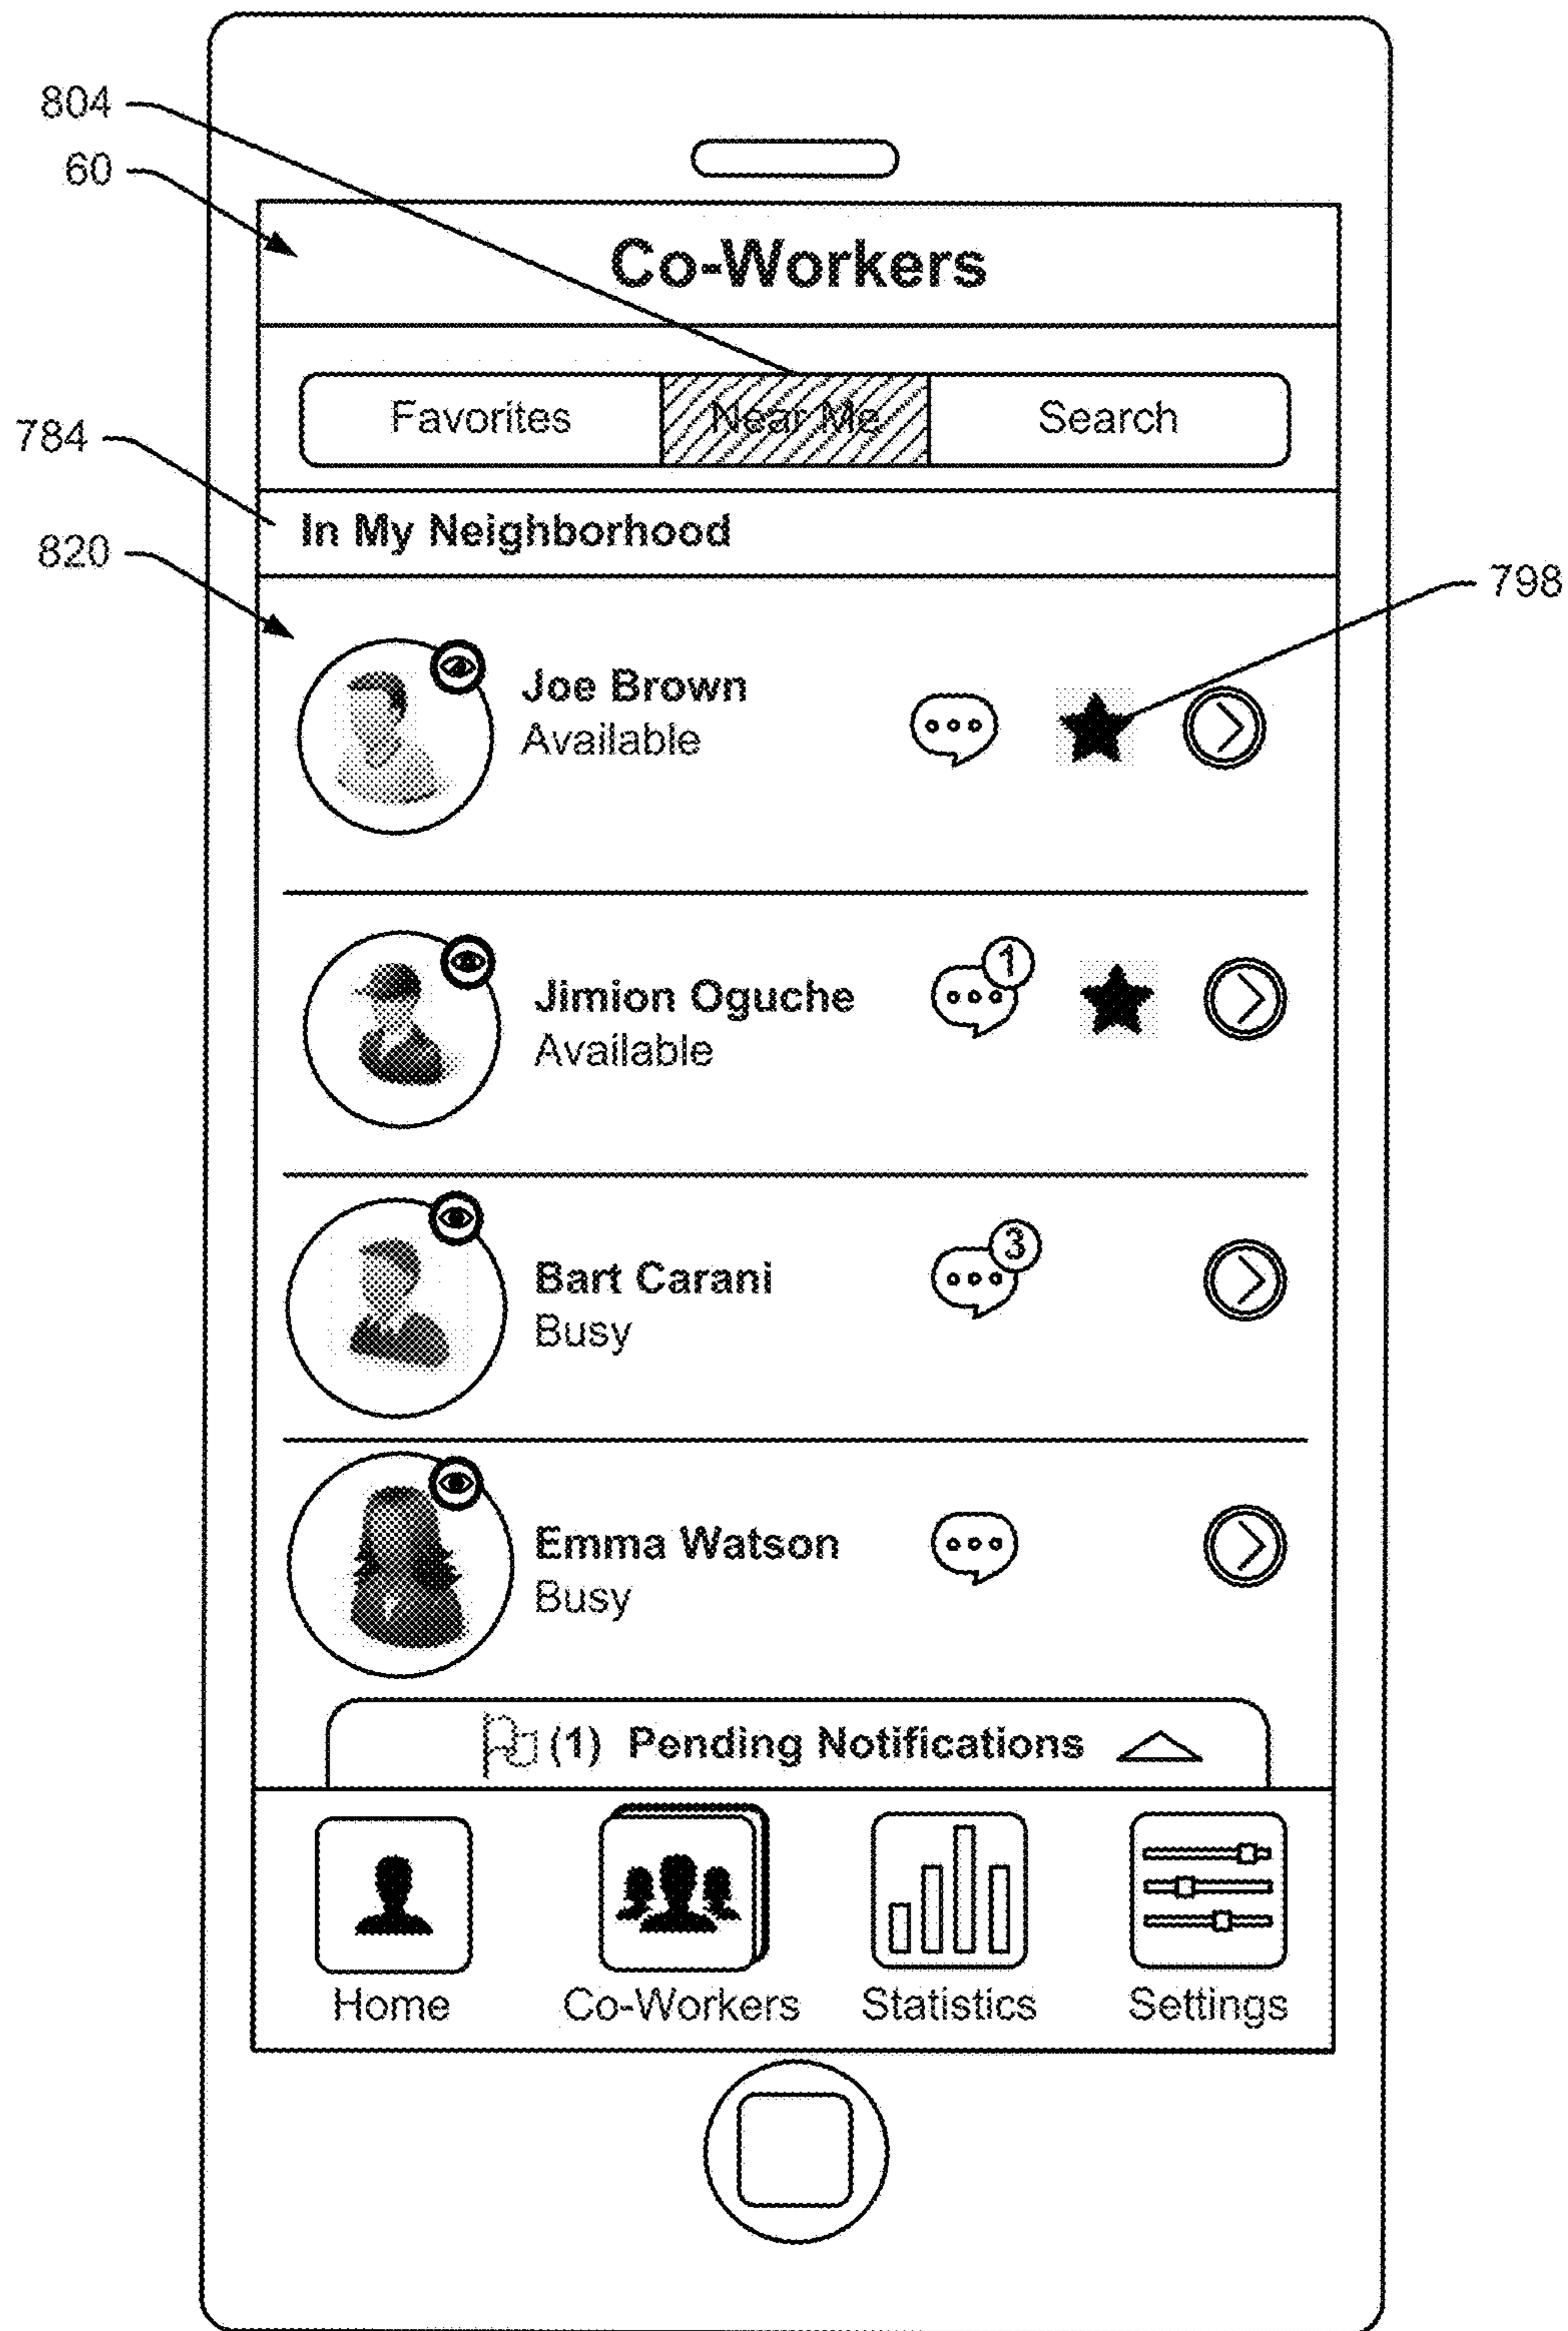 804
60
Co-Workers
Favorites Near Me Search
784
In My Neighborhood
820
798
Joe Brown
Available
1
Jimion Oguche
Available
3
Bart Carani
Busy
Emma Watson
Busy
(1) Pending Notifications
Home Co-Workers Statistics Settings